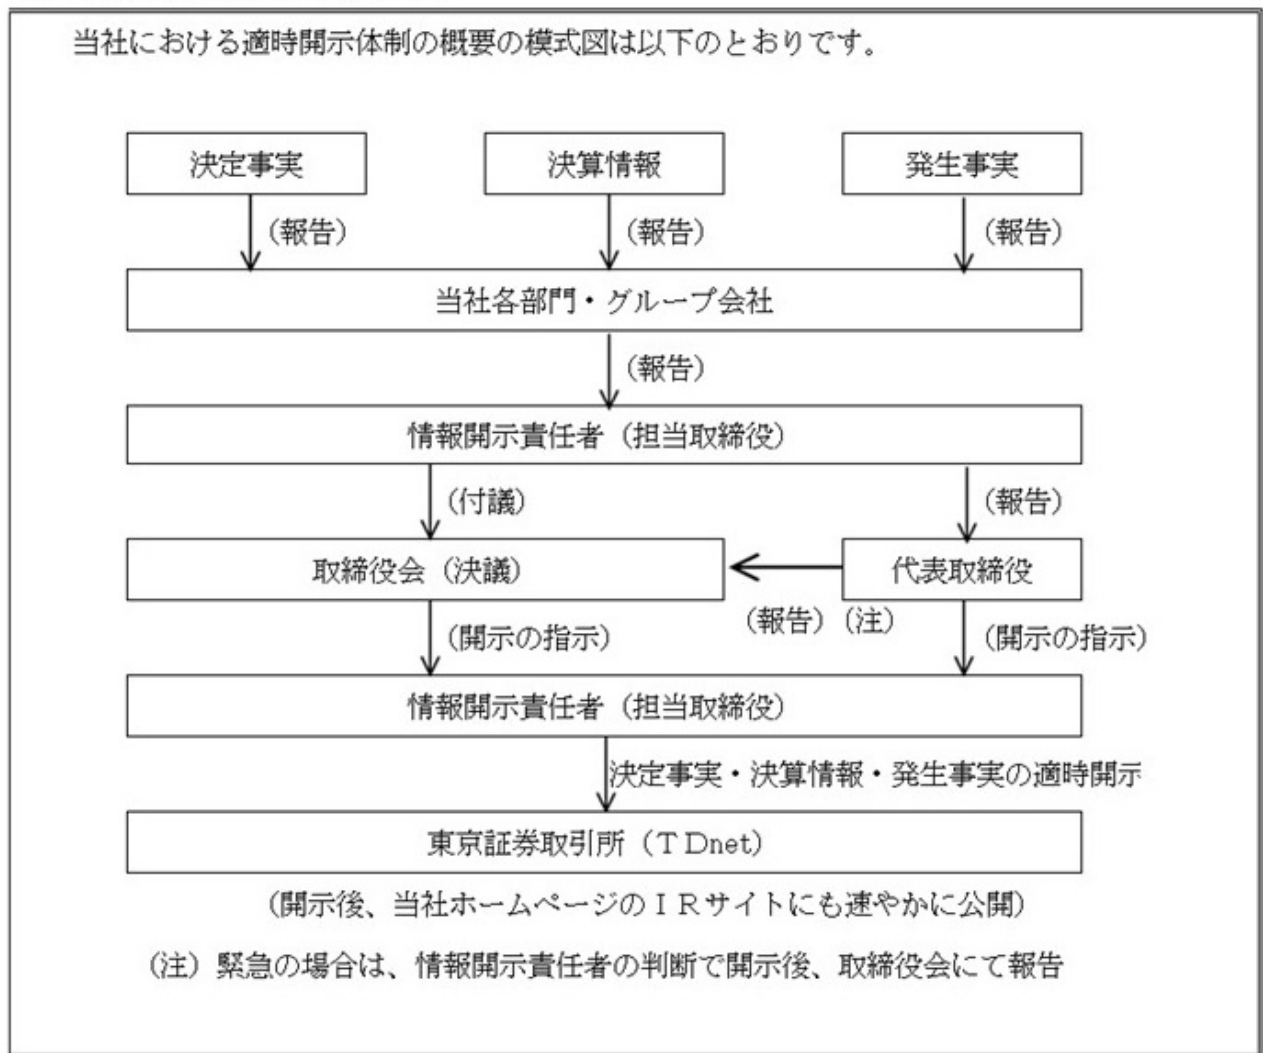 当社における適時開示体制の概要の模式図は以下のとおりです。
決定事実
決算情報
発生事実
(報告)
(報告)
(報告)
当社各部門・グループ会社
(報告)
情報開示責任者(担当取締役)
(付議)
(報告)
取締役会(決議)
代表取締役
(報告)(注)
(開示の指示)
(開示の指示)
情報開示責任者(担当取締役)
決定事実・決算情報・発生事実の適時開示
東京証券取引所(TDnet)
(開示後、当社ホームページのIRサイトにも速やかに公開)
(注)緊急の場合は、情報開示責任者の判断で開示後、取締役会にて報告